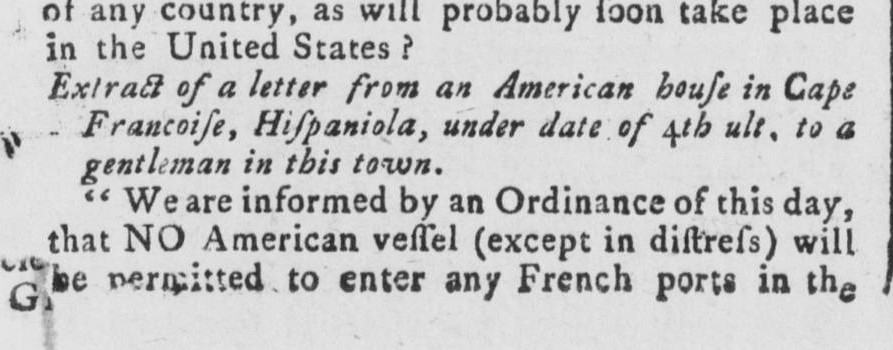 of any country, as will probably ſoon take place
in the United States ?
Extract of a letter from an American houſe in Cape
Francoiſe, Hiſpaniola, under date of 4th ult. to a
gentleman in this town.
“ We are informed by an Ordinance of this day,
that NO American veſſel (except in diſtreſs) will
be permitted to enter any French ports in the
G